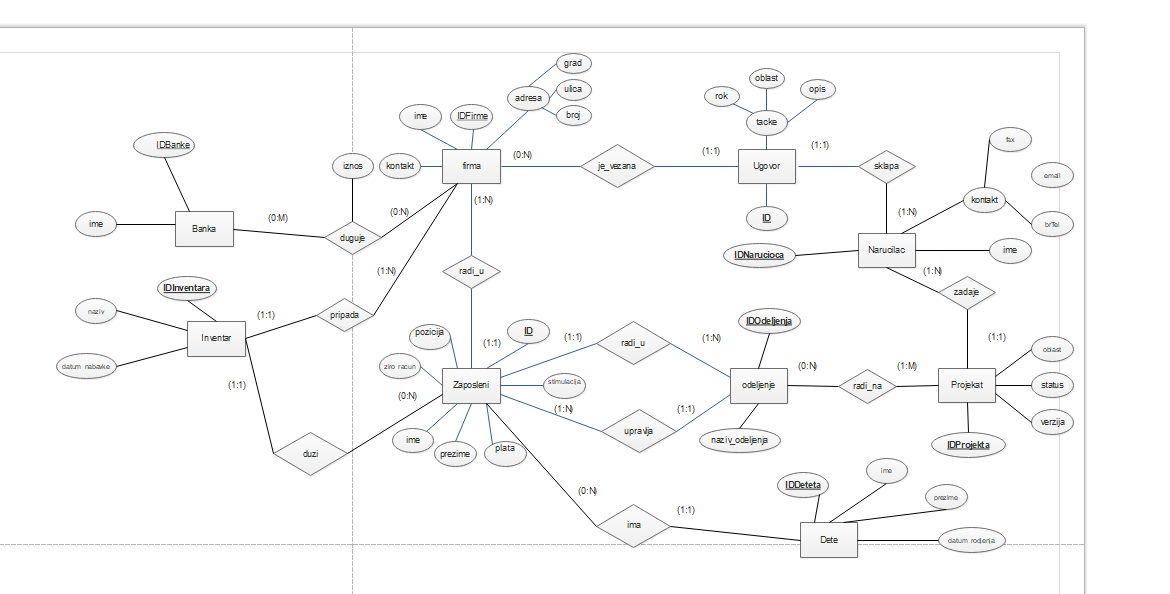 grad
oblast
ulica
opis
rok
adresa
broj
ime
IDFirme
tacke
fax
IDBanke
(0:N)
(1:1)
(1:1)
iznos
kontakt
firma
je_vezana
Ugovor
sklapa
email
(1:N)
kontakt
(0:M)
(0:N)
(1:N)
ime
Banka
ID
brTel
duguje
IDNarucioca
Narucilac
ime
(1:N)
radi_u
(1:N)
IDInventara
zadaje
naziv
(1:1)
pripada
pozicija
ID
IDOdeljenja
Inventar
(1:1)
(1:1)
radi_u
(1:N)
(1:1)
oblast
datum nabavke
ziro racun
(0:N)
(1:M)
(1:1)
Zaposleni
stimulacija
odeljenje
radi_na
Projekat
status
(0:N)
(1:N)
(1:1)
verzija
ime
upravlja
naziv_odeljenja
IDProjekta
duzi
prezime
plata
ime
(0:N)
IDDeteta
prezime
ima
(1:1)
Dete
datum rodjenja